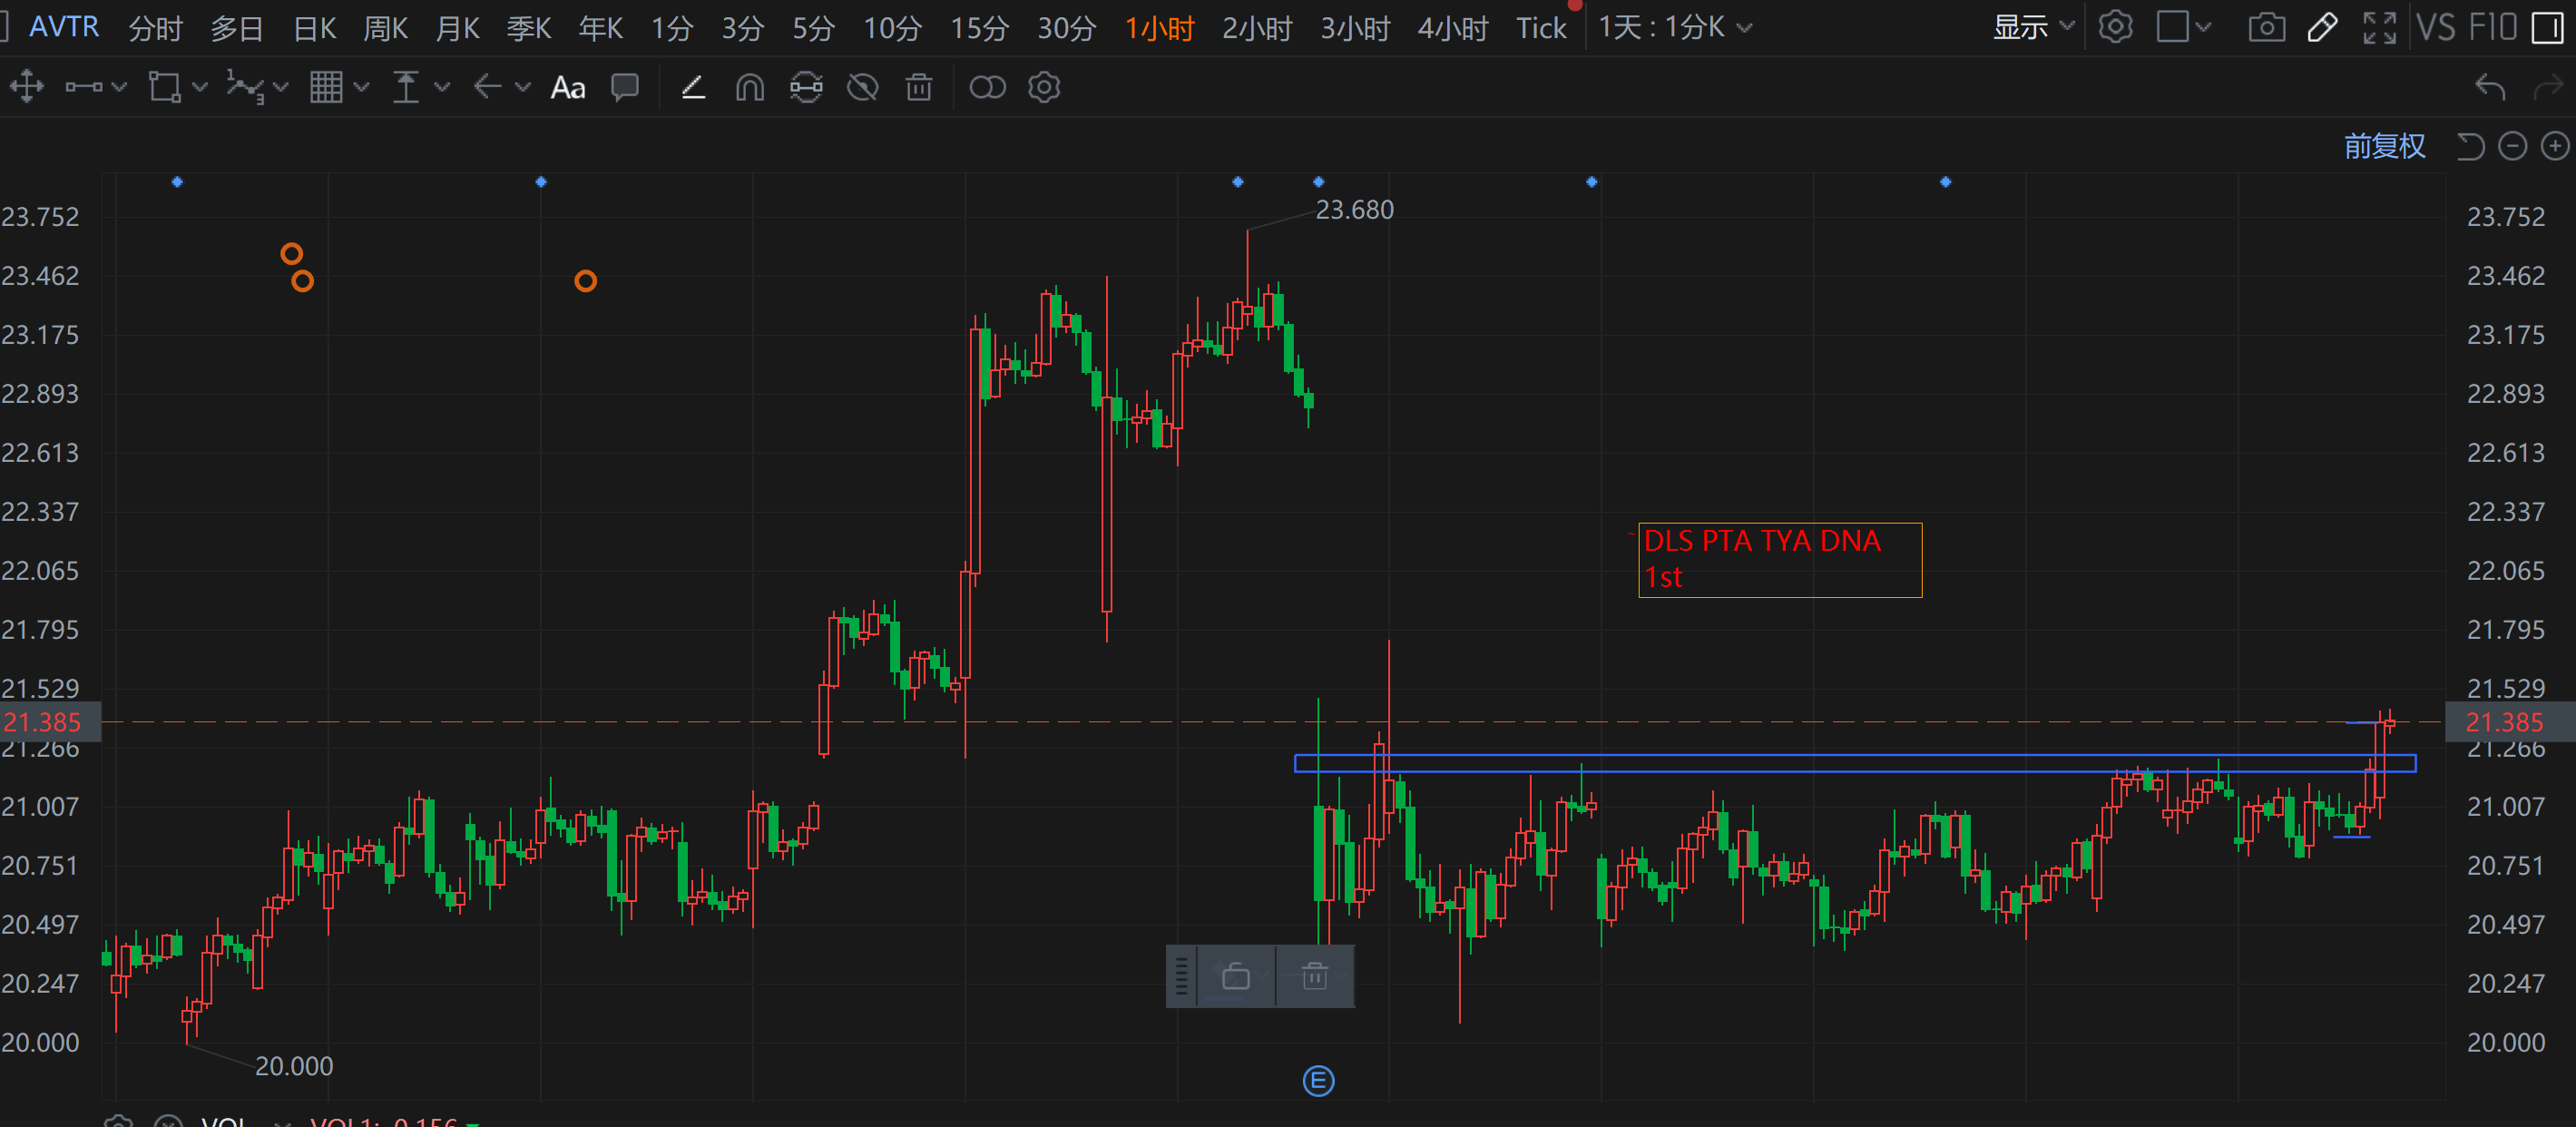 AVTR 分时 多日 日K 周K 月K 季K 年K 1分 3分 5分 10分 15分 30分 1小时 2小时 3小时 4小时 Tick 1天 : 1分K 显示 VS F10
Aa
前复权
23.680
23.752 23.752
23.462 23.462
23.175 23.175
22.893 22.893
22.613 22.613
22.337 22.337
DLS PTA TYA DNA
1st
22.065 22.065
21.795 21.795
21.529 21.529
21.385 21.385
21.266 21.266
21.007 21.007
20.751 20.751
20.497 20.497
20.247 20.247
20.000 20.000
20.000
E
VOL VOL1: 0.156